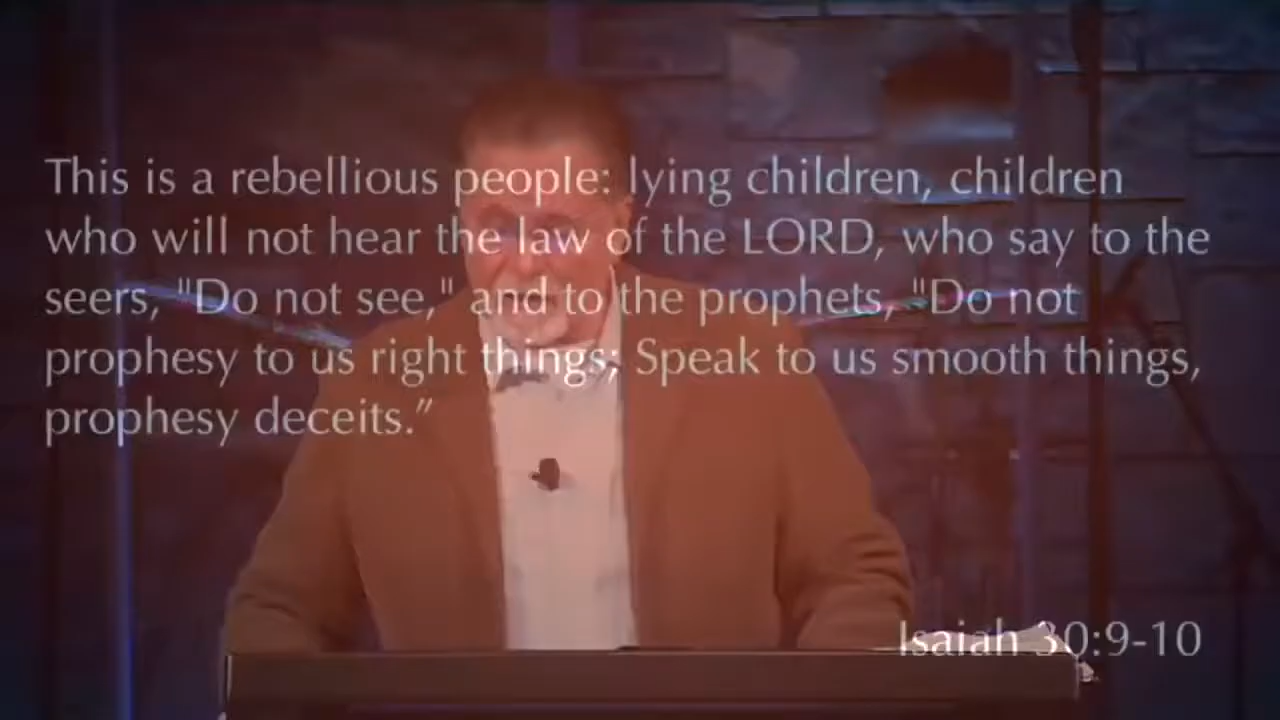 This is a rebellious people: lying children, children
who will not hear the law of the LORD, who say to the
seers, "Do not see," and to the prophets, "Do not
prophesy to us right things; Speak to us smooth things,
prophesy deceits.”
Isaiah 30:9-10